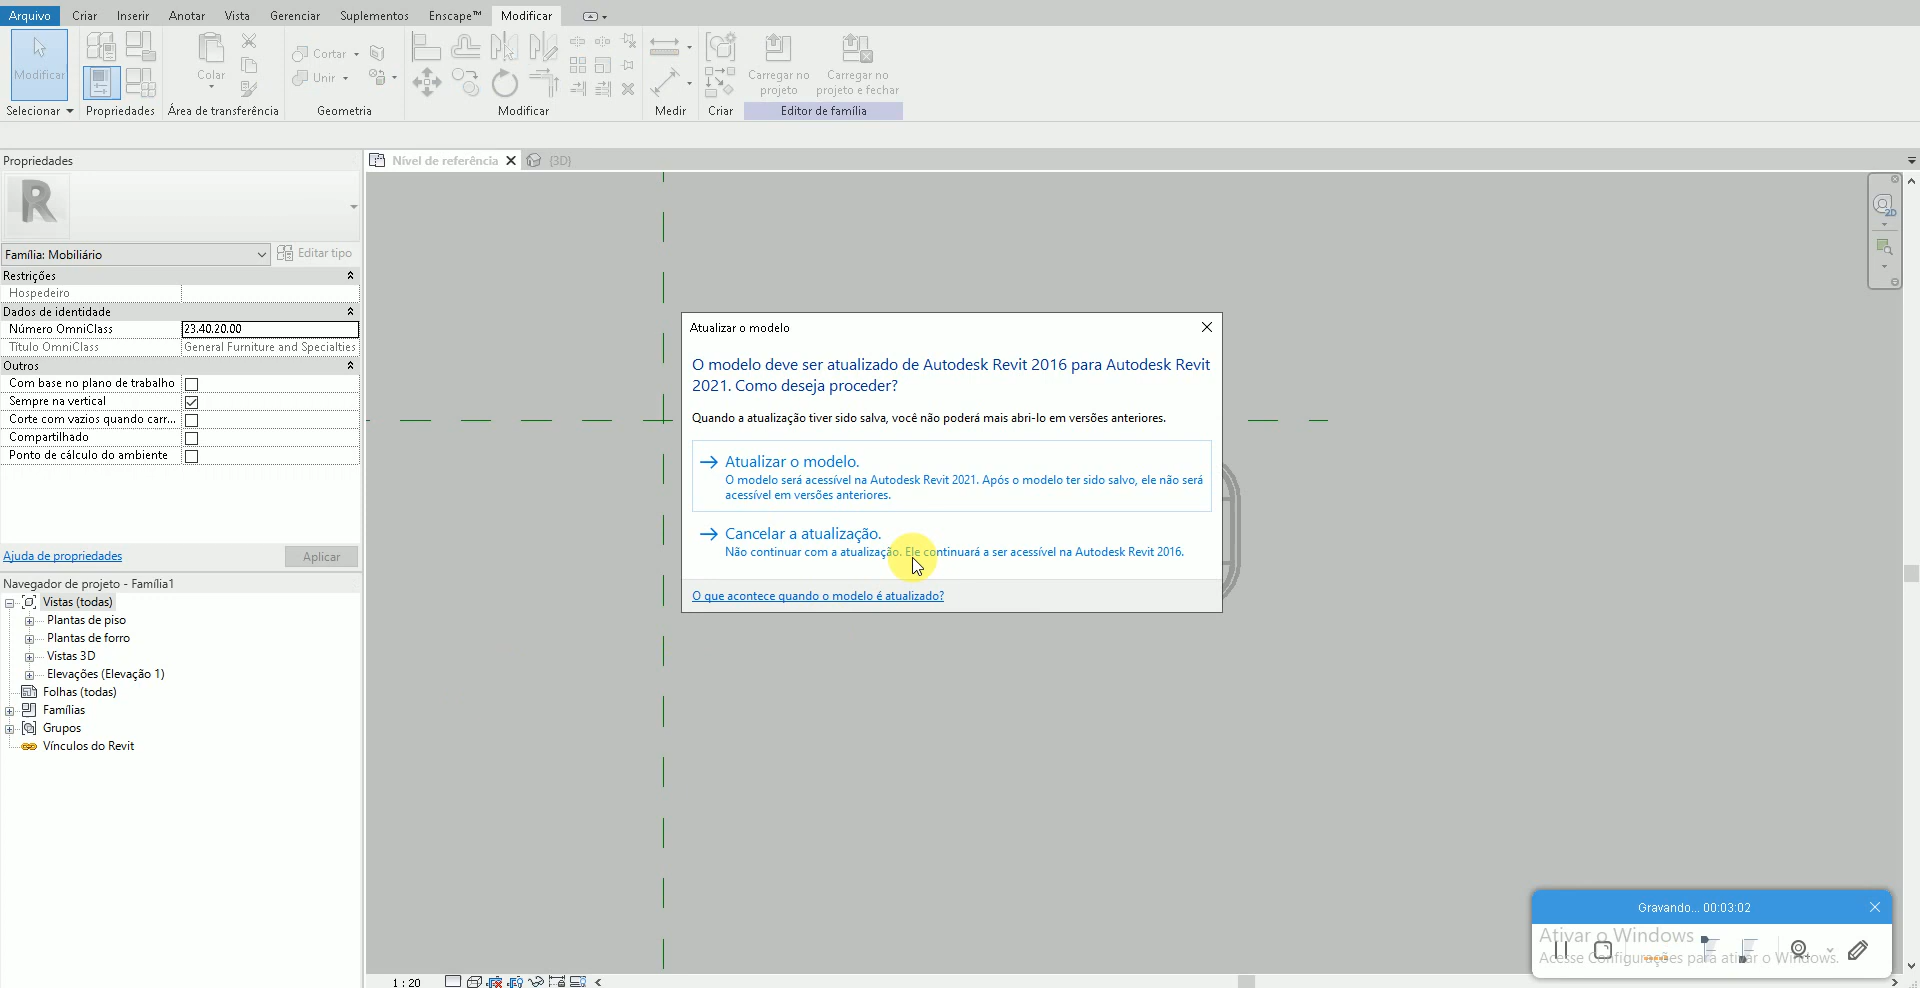 Arquivo Criar Inserir Anotar Vista Gerenciar Suplementos Enscape™ Modificar
Modificar
Colar
Cortar
Unir
Carregar no projeto
Carregar no projeto e fechar
Selecionar Propriedades Área de transferência Geometria Modificar Medir Criar Editor de família
Propriedades
R
Família: Mobiliário
Editar tipo
Restrições
Hospedeiro
Dados de identidade
Número OmniClass 23.40.20.00
Título OmniClass General Furniture and Specialties
Outros
Com base no plano de trabalho
Sempre na vertical
Corte com vazios quando carr...
Compartilhado
Ponto de cálculo do ambiente
Ajuda de propriedades
Aplicar
Navegador de projeto - Família1
Vistas (todas)
Plantas de piso
Plantas de forro
Vistas 3D
Elevações (Elevação 1)
Folhas (todas)
Famílias
Grupos
Vínculos do Revit
Nível de referência
{3D}
2D
Atualizar o modelo
O modelo deve ser atualizado de Autodesk Revit 2016 para Autodesk Revit
2021. Como deseja proceder?
Quando a atualização tiver sido salva, você não poderá mais abri-lo em versões anteriores.
Atualizar o modelo.
O modelo será acessível na Autodesk Revit 2021. Após o modelo ter sido salvo, ele não será
acessível em versões anteriores.
Cancelar a atualização.
Não continuar com a atualização. Ele continuará a ser acessível na Autodesk Revit 2016.
O que acontece quando o modelo é atualizado?
Gravando... 00:03:02
Ativar o Windows
Acesse Configurações para ativar o Windows.
1 : 20